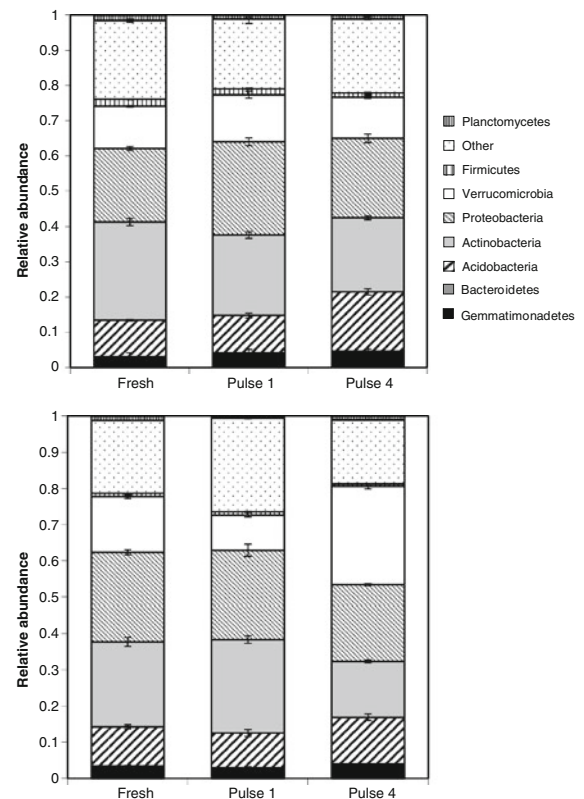 1
0.9
0.8
0.7
0.6
0.5
0.4
0.3
0.2
0.1
0
Relative abundance
Fresh Pulse 1 Pulse 4
Planctomycetes
Other
Firmicutes
Verrucomicrobia
Proteobacteria
Actinobacteria
Acidobacteria
Bacteroidetes
Gemmatimonadetes
1
0.9
0.8
0.7
0.6
0.5
0.4
0.3
0.2
0.1
0
Relative abundance
Fresh Pulse 1 Pulse 4